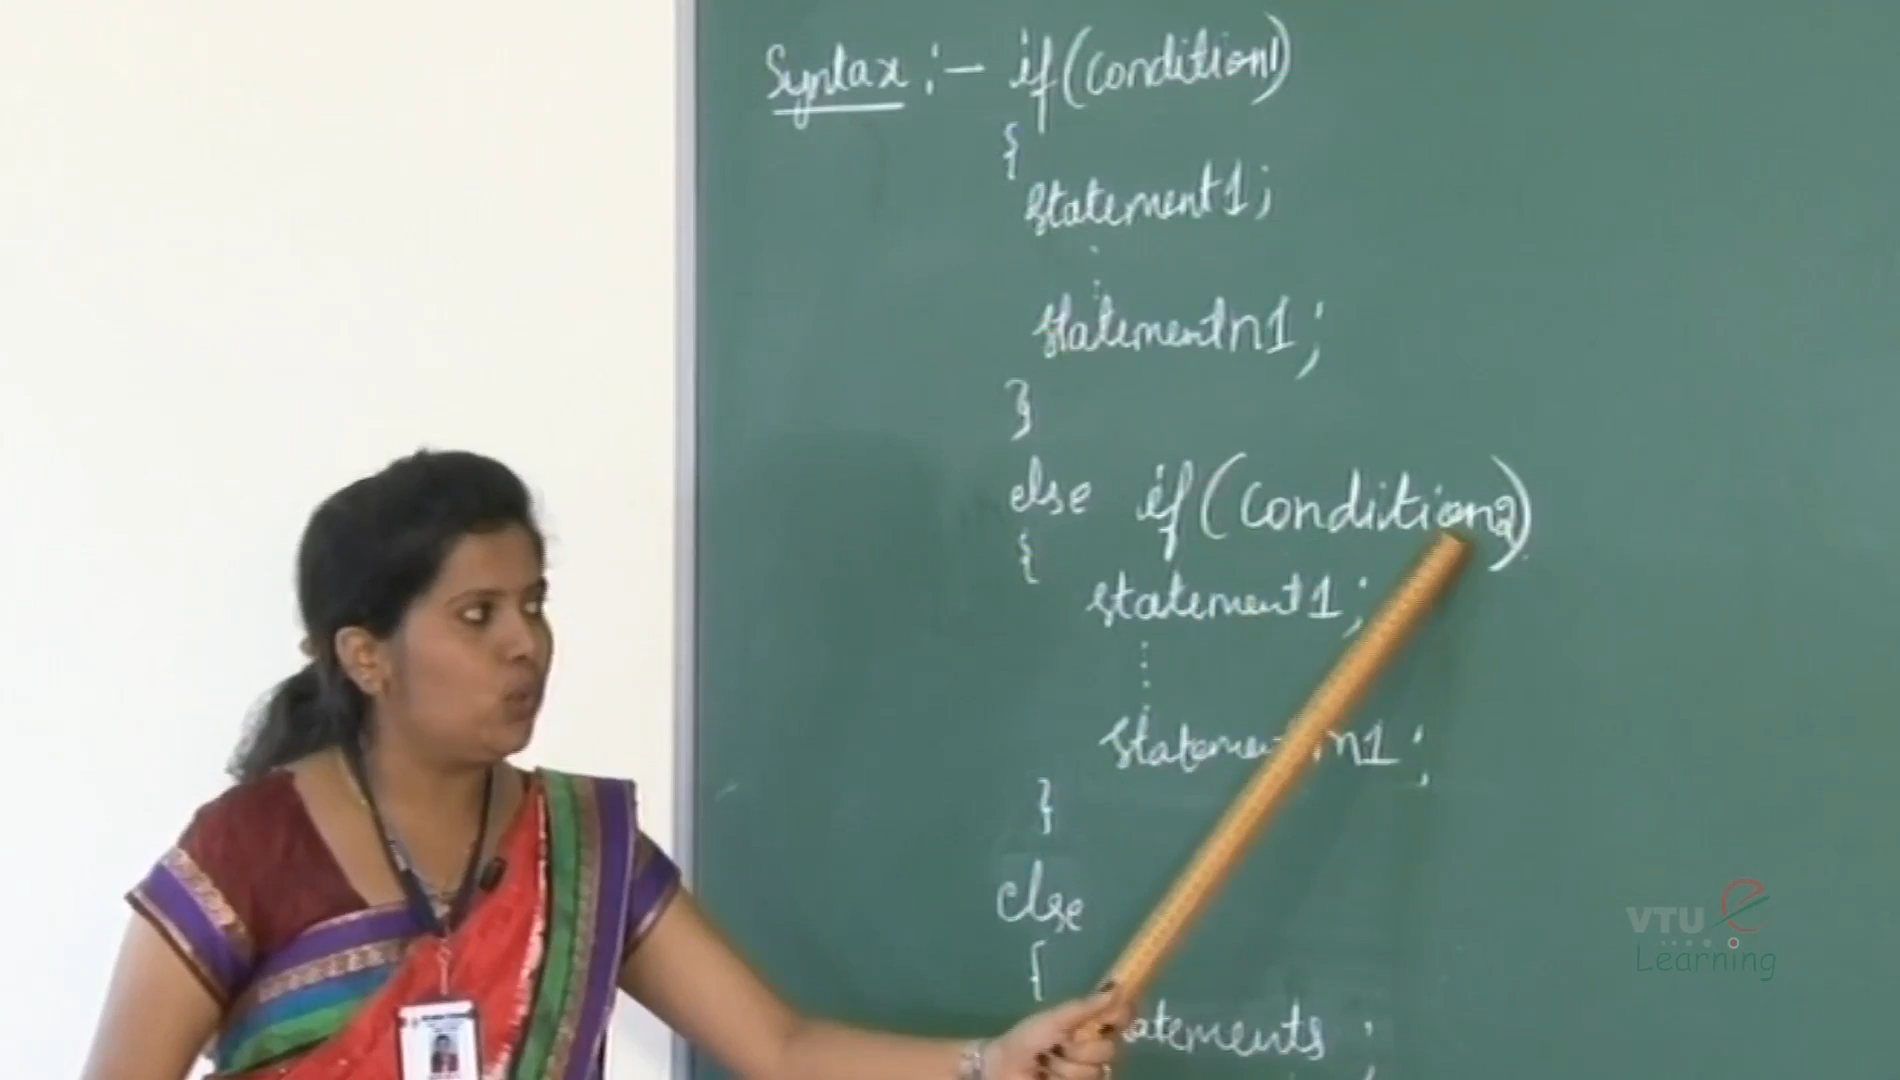 Syntax :- if(condition1)
{
statement1;
statementn1;
}
else if(condition2)
{
statement1;
n1;
}
else
{
atements;
VTU e
Learning